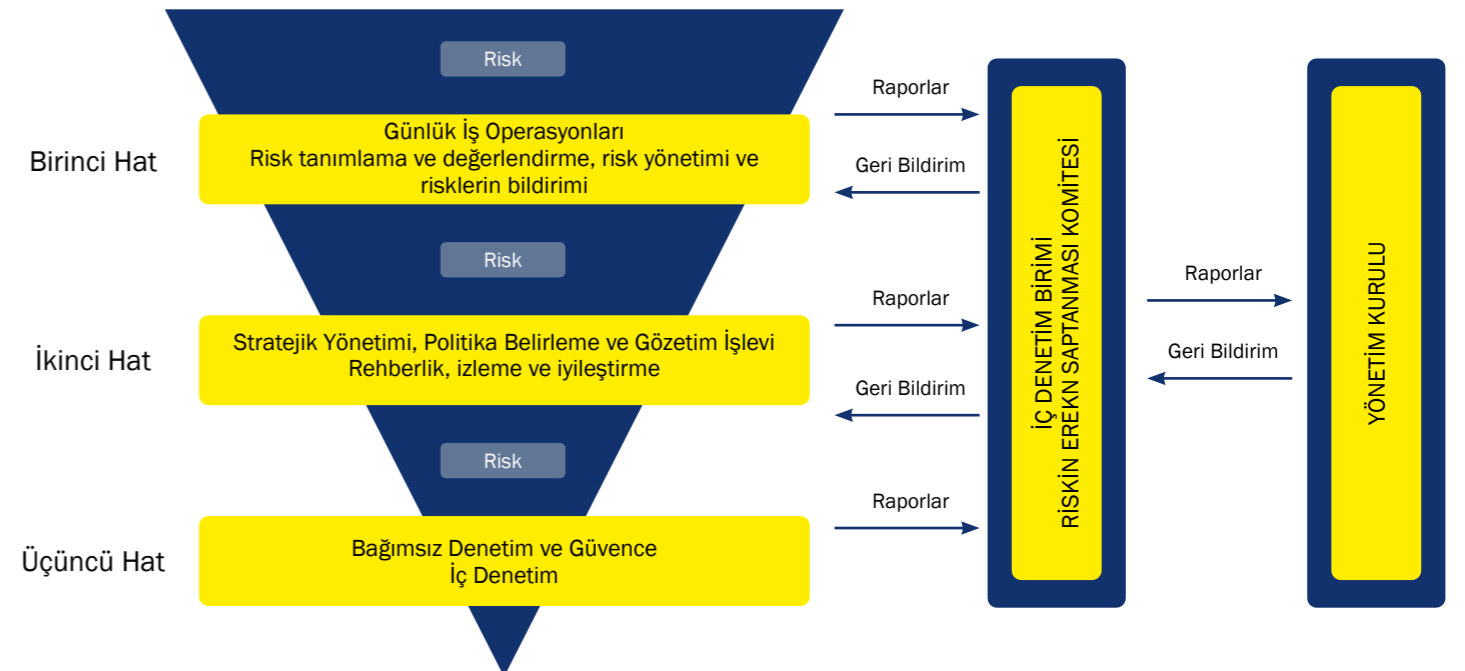 Risk
Birinci Hat
Günlük İş Operasyonları
Risk tanımlama ve değerlendirme, risk yönetimi ve
risklerin bildirimi
Raporlar
Geri Bildirim
Risk
İkinci Hat
Stratejik Yönetimi, Politika Belirleme ve Gözetim İşlevi
Rehberlik, izleme ve iyileştirme
Raporlar
Geri Bildirim
Risk
Üçüncü Hat
Bağımsız Denetim ve Güvence
İç Denetim
Raporlar
İÇ DENETİM BİRİMİ
RİSKİN EREKN SAPTANMASI KOMİTESİ
Raporlar
Geri Bildirim
YÖNETİM KURULU